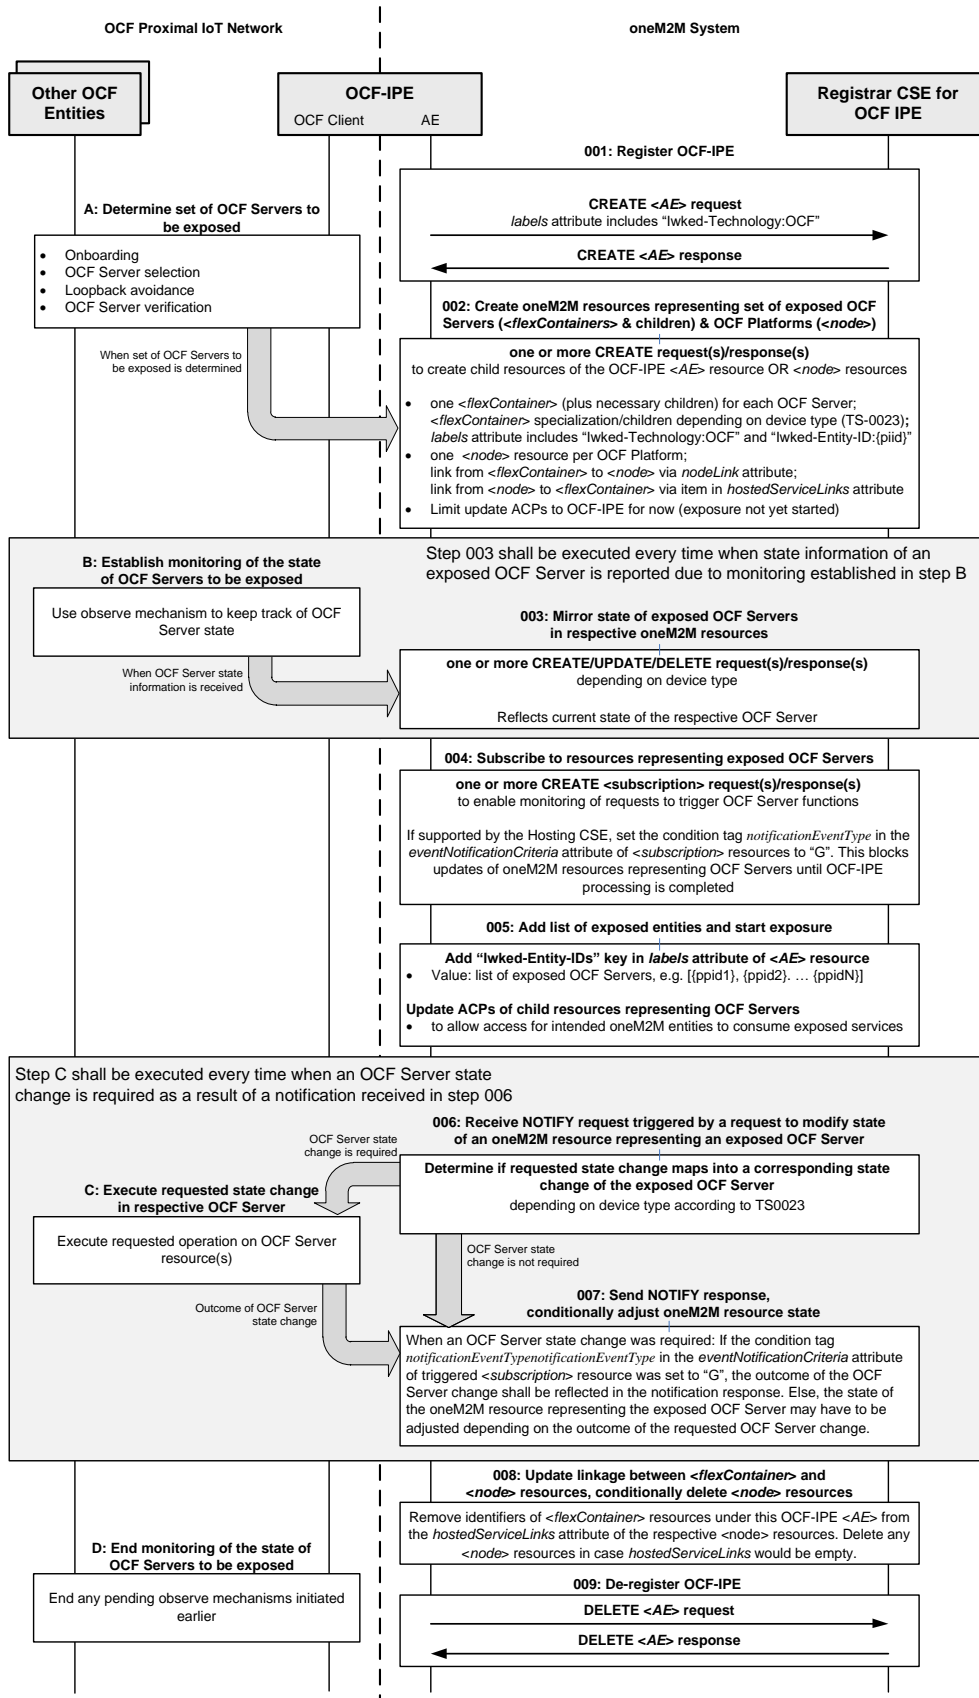 OCF Proximal IoT Network
oneM2M System
Other OCF
Entities
OCF-IPE
OCF Client
AE
Registrar CSE for
OCF IPE
001: Register OCF-IPE
CREATE <AE> request
labels attribute includes “Iwked-Technology:OCF”
CREATE <AE> response
A: Determine set of OCF Servers to
be exposed
• Onboarding
• OCF Server selection
• Loopback avoidance
• OCF Server verification
When set of OCF Servers to
be exposed is determined
002: Create oneM2M resources representing set of exposed OCF
Servers (<flexContainers> & children) & OCF Platforms (<node>)
one or more CREATE request(s)/response(s)
to create child resources of the OCF-IPE <AE> resource OR <node> resources
• one <flexContainer> (plus necessary children) for each OCF Server;
<flexContainer> specialization/children depending on device type (TS-0023);
labels attribute includes “Iwked-Technology:OCF” and “Iwked-Entity-ID:{piid}”
• one <node> resource per OCF Platform;
link from <flexContainer> to <node> via nodeLink attribute;
link from <node> to <flexContainer> via item in hostedServiceLinks attribute
• Limit update ACPs to OCF-IPE for now (exposure not yet started)
Step 003 shall be executed every time when state information of an
exposed OCF Server is reported due to monitoring established in step B
B: Establish monitoring of the state
of OCF Servers to be exposed
Use observe mechanism to keep track of OCF
Server state
When OCF Server state
information is received
003: Mirror state of exposed OCF Servers
in respective oneM2M resources
one or more CREATE/UPDATE/DELETE request(s)/response(s)
depending on device type
Reflects current state of the respective OCF Server
004: Subscribe to resources representing exposed OCF Servers
one or more CREATE <subscription> request(s)/response(s)
to enable monitoring of requests to trigger OCF Server functions
If supported by the Hosting CSE, set the condition tag notificationEventType in the
eventNotificationCriteria attribute of <subscription> resources to “G”. This blocks
updates of oneM2M resources representing OCF Servers until OCF-IPE
processing is completed
005: Add list of exposed entities and start exposure
Add “Iwked-Entity-IDs” key in labels attribute of <AE> resource
• Value: list of exposed OCF Servers, e.g. [{ppid1}, {ppid2}. … {ppidN}]
Update ACPs of child resources representing OCF Servers
• to allow access for intended oneM2M entities to consume exposed services
Step C shall be executed every time when an OCF Server state
change is required as a result of a notification received in step 006
006: Receive NOTIFY request triggered by a request to modify state
of an oneM2M resource representing an exposed OCF Server
OCF Server state
change is required
Determine if requested state change maps into a corresponding state
change of the exposed OCF Server
depending on device type according to TS0023
C: Execute requested state change
in respective OCF Server
Execute requested operation on OCF Server
resource(s)
OCF Server state
change is not required
Outcome of OCF Server
state change
007: Send NOTIFY response,
conditionally adjust oneM2M resource state
When an OCF Server state change was required: If the condition tag
notificationEventTypenotificationEventType in the eventNotificationCriteria attribute
of triggered <subscription> resource was set to “G”, the outcome of the OCF
Server change shall be reflected in the notification response. Else, the state of
the oneM2M resource representing the exposed OCF Server may have to be
adjusted depending on the outcome of the requested OCF Server change.
008: Update linkage between <flexContainer> and
<node> resources, conditionally delete <node> resources
Remove identifiers of <flexContainer> resources under this OCF-IPE <AE> from
the hostedServiceLinks attribute of the respective <node> resources. Delete any
<node> resources in case hostedServiceLinks would be empty.
D: End monitoring of the state of
OCF Servers to be exposed
End any pending observe mechanisms initiated
earlier
009: De-register OCF-IPE
DELETE <AE> request
DELETE <AE> response